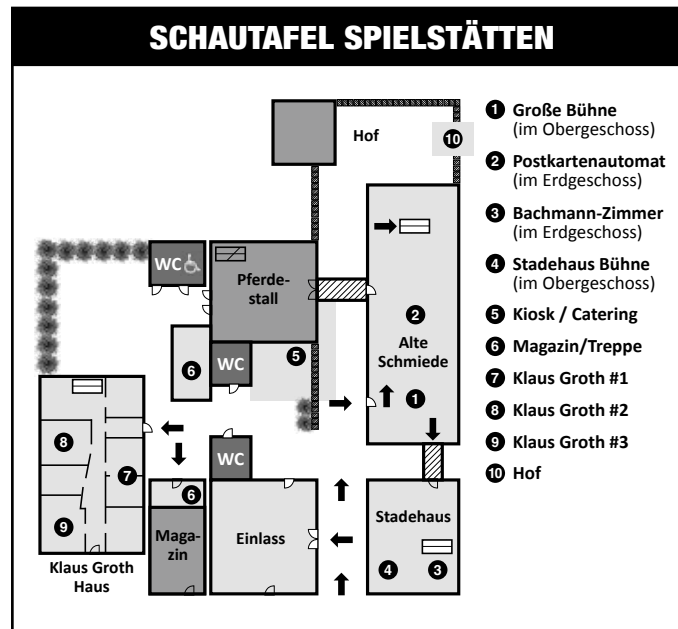 SCHAUTAFEL SPIELSTÄTTEN
Hof
10
WC
Pferde-
stall
2
Alte
Schmiede
1
5
6
WC
8
7
9
Klaus Groth
Haus
WC
6
Maga-
zin
Einlass
Stadehaus
4
3
1 Große Bühne
(im Obergeschoss)
2 Postkartenautomat
(im Erdgeschoss)
3 Bachmann-Zimmer
(im Erdgeschoss)
4 Stadehaus Bühne
(im Obergeschoss)
5 Kiosk / Catering
6 Magazin/Treppe
7 Klaus Groth #1
8 Klaus Groth #2
9 Klaus Groth #3
10 Hof